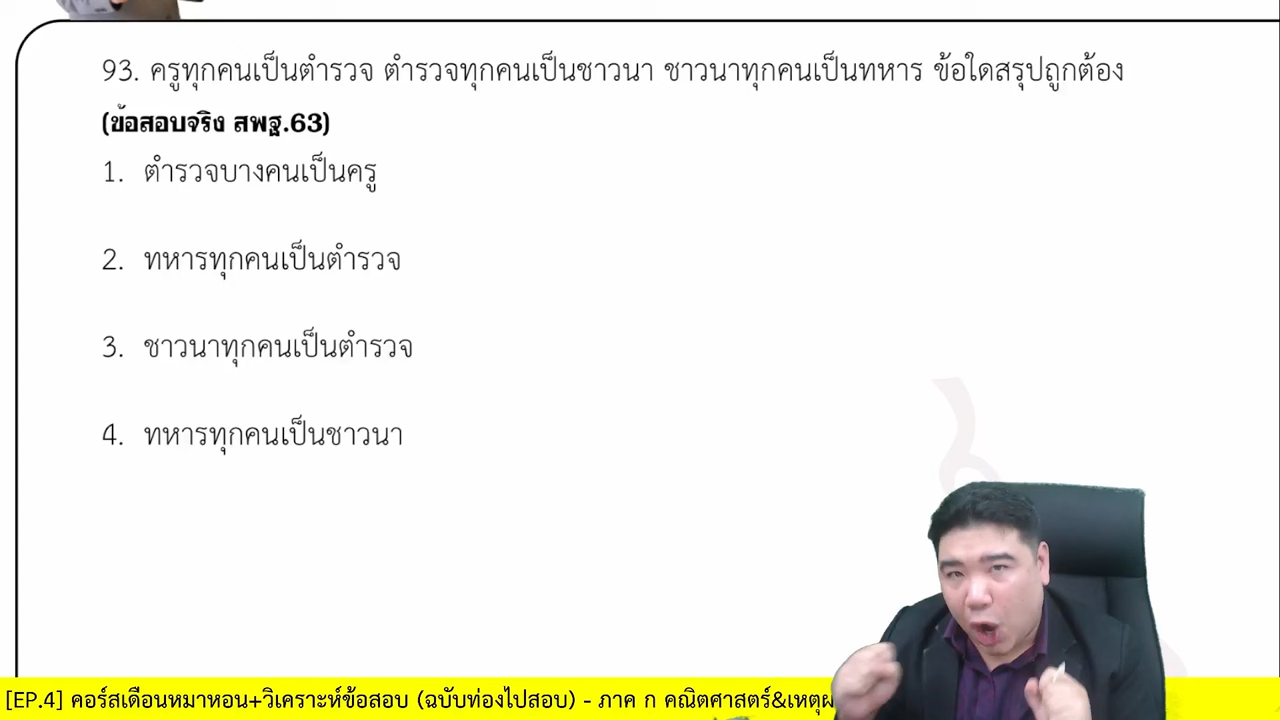 93. ครูทุกคนเป็นตำรวจ ตำรวจทุกคนเป็นชาวนา ชาวนาทุกคนเป็นทหาร ข้อใดสรุปถูกต้อง
(ข้อสอบจริง สพฐ.63)
1. ตำรวจบางคนเป็นครู
2. ทหารทุกคนเป็นตำรวจ
3. ชาวนาทุกคนเป็นตำรวจ
4. ทหารทุกคนเป็นชาวนา
[EP.4] คอร์สเดือนหมาหอน+วิเคราะห์ข้อสอบ (ฉบับท่องไปสอบ) - ภาค ก คณิตศาสตร์&เหตุผ